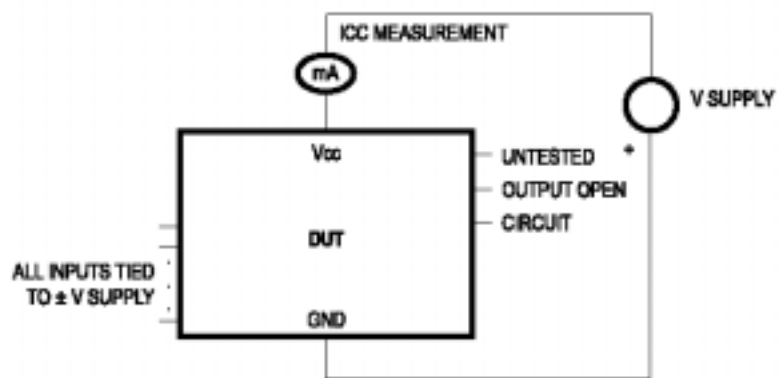 ICC MEASUREMENT
mA
V SUPPLY
Vcc
UNTESTED
OUTPUT OPEN
CIRCUIT
+
DUT
ALL INPUTS TIED
TO ± V SUPPLY
GND